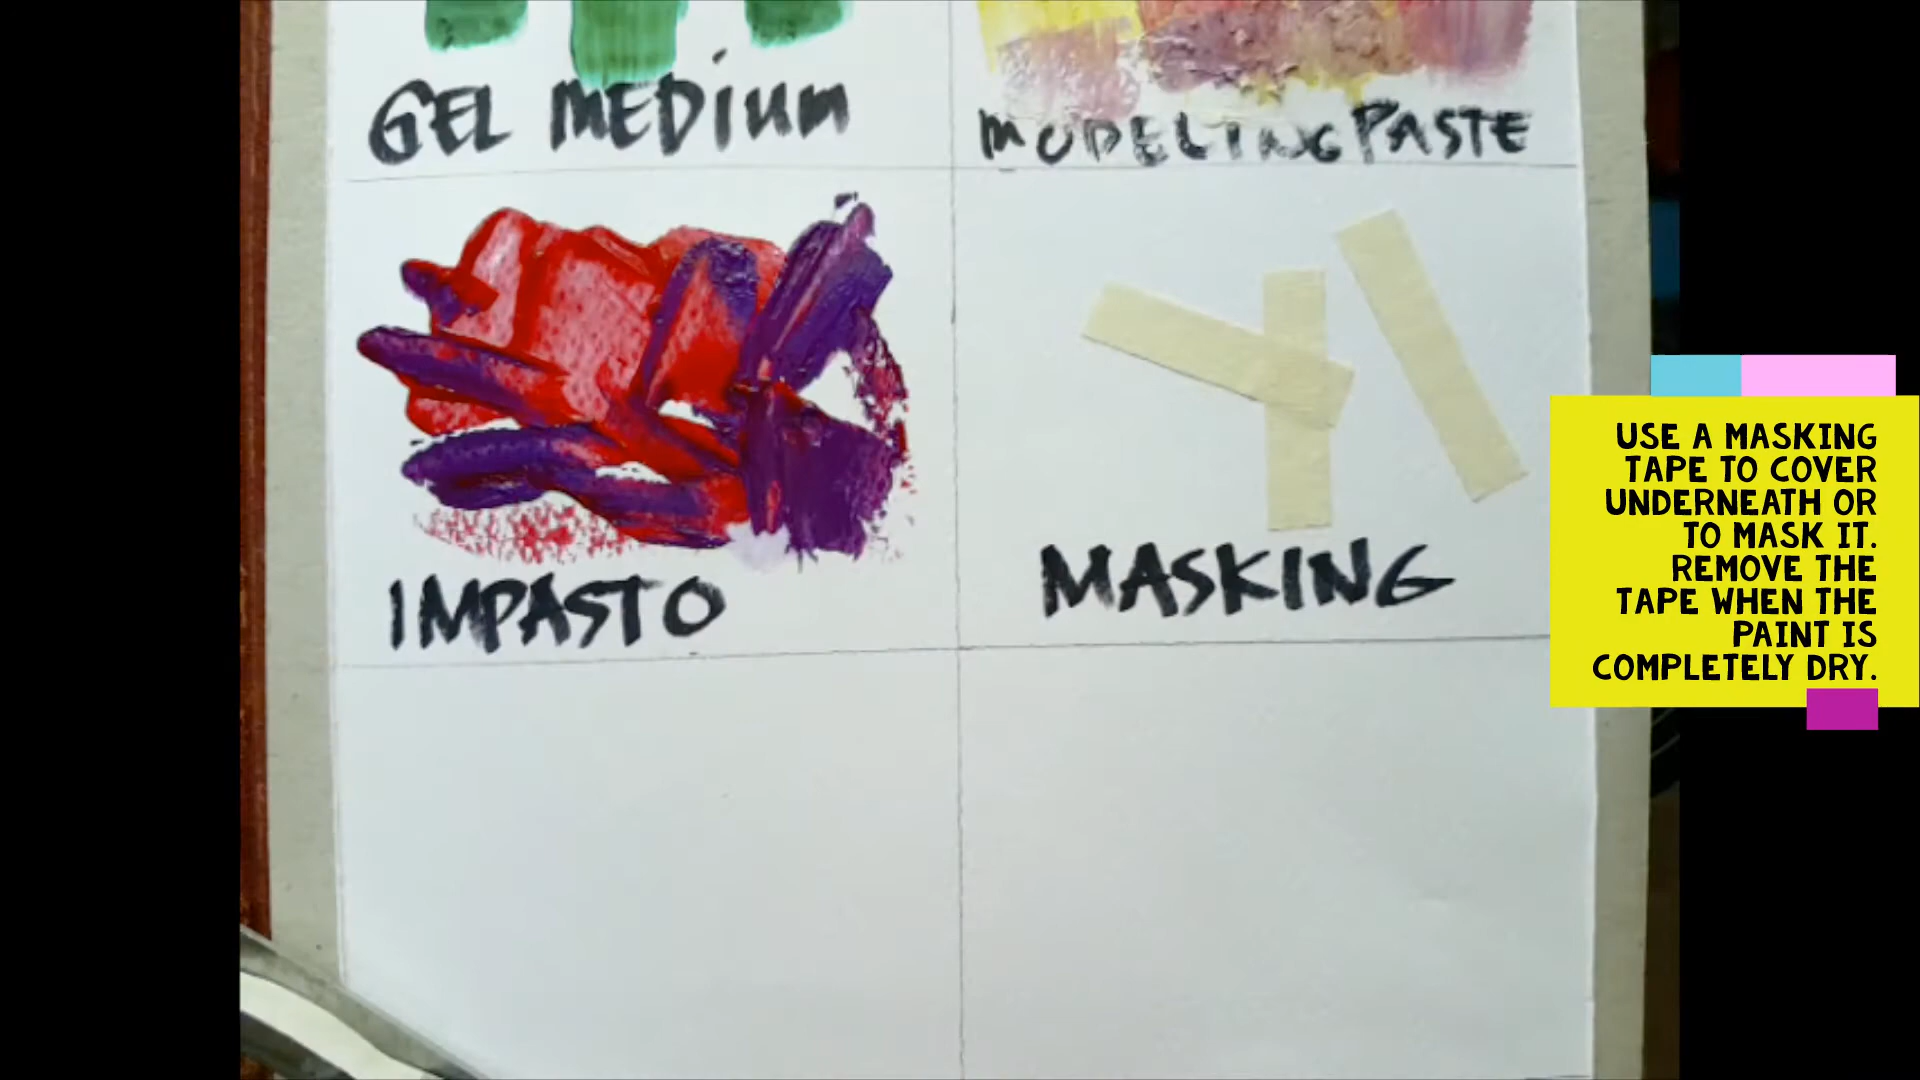 GEL MEDIUM
MODELING PASTE
IMPASTO
MASKING
USE A MASKING
TAPE TO COVER
UNDERNEATH OR
TO MASK IT.
REMOVE THE
TAPE WHEN THE
PAINT IS
COMPLETELY DRY.